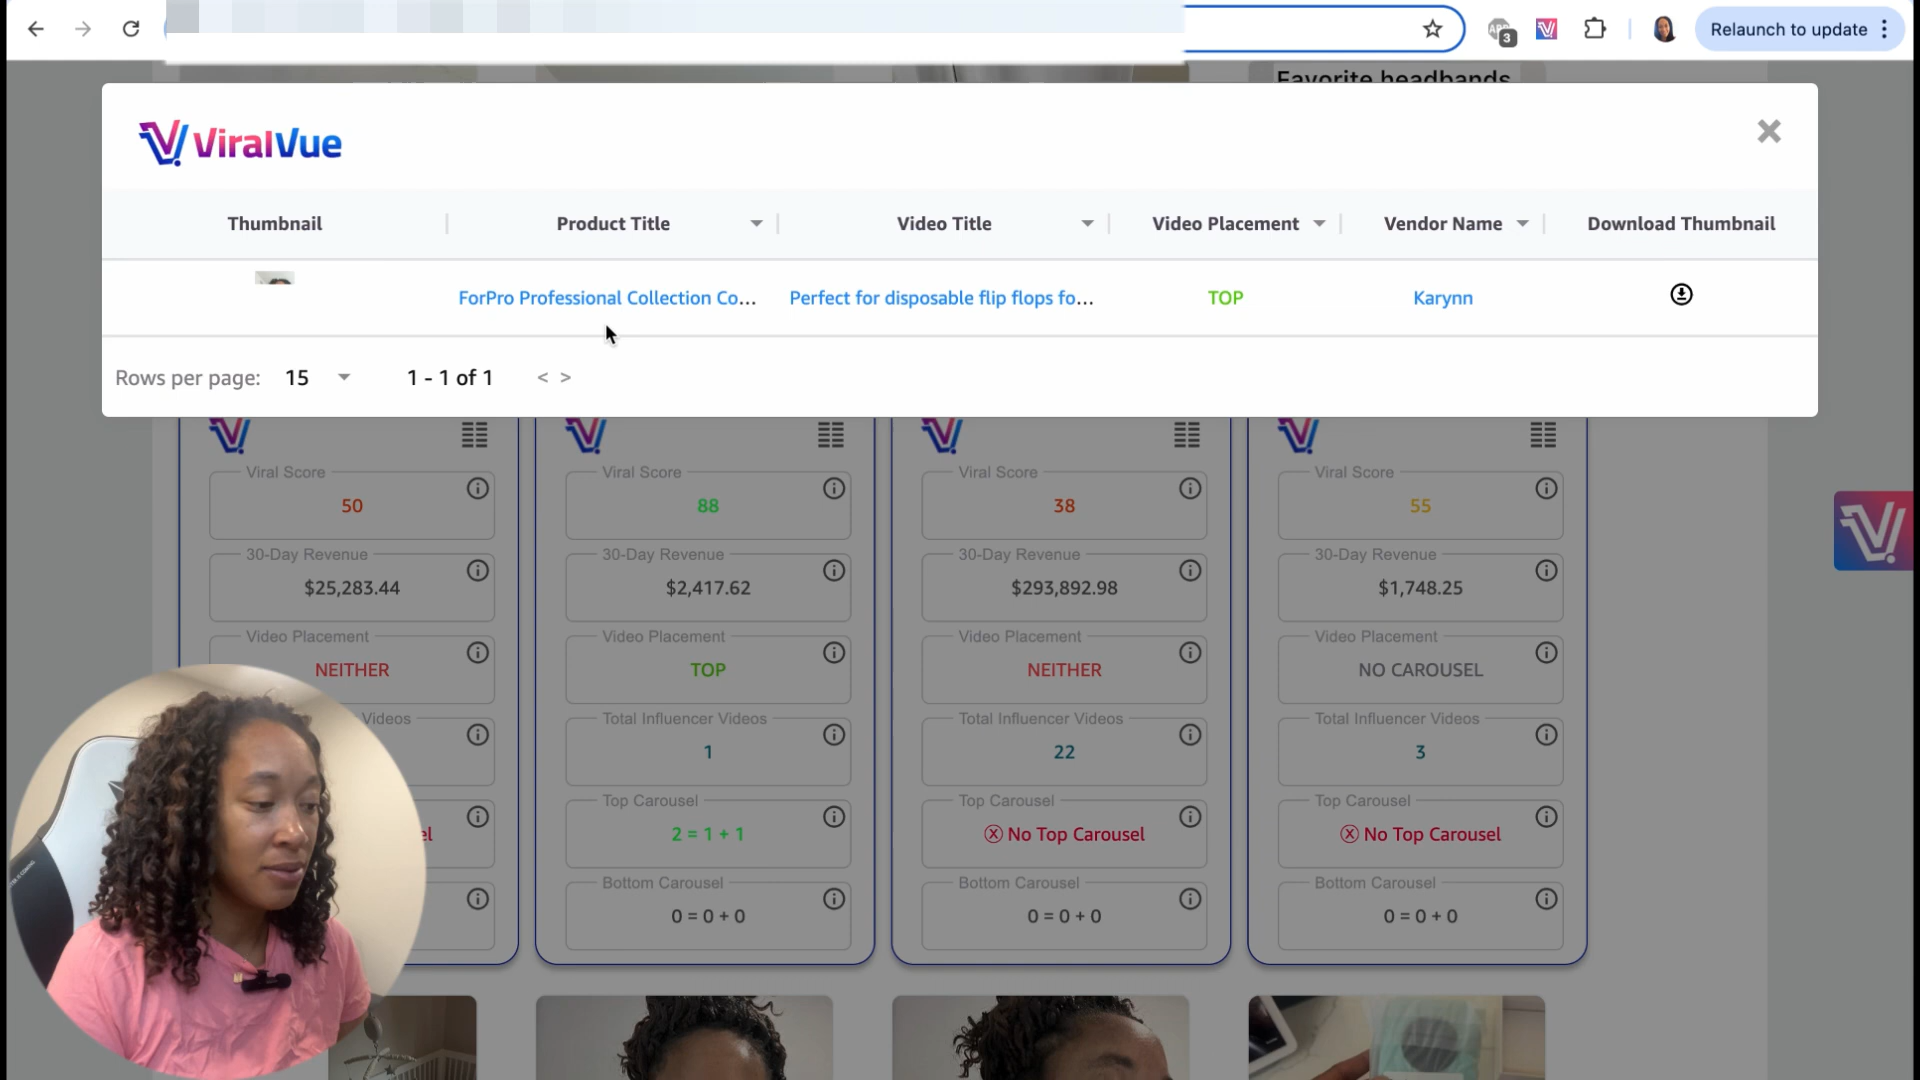 3
Relaunch to update
Favorite headbands
ViralVue
Thumbnail Product Title Video Title Video Placement Vendor Name Download Thumbnail
ForPro Professional Collection Co... Perfect for disposable flip flops fo... TOP Karynn
Rows per page: 15 1 - 1 of 1 < >
Viral Score Viral Score Viral Score Viral Score
50 88 38 55
30-Day Revenue 30-Day Revenue 30-Day Revenue 30-Day Revenue
$25,283.44 $2,417.62 $293,892.98 $1,748.25
Video Placement Video Placement Video Placement Video Placement
NEITHER TOP NEITHER NO CAROUSEL
Videos Total Influencer Videos Total Influencer Videos Total Influencer Videos
1 22 3
Top Carousel Top Carousel Top Carousel
el 2 = 1 + 1 No Top Carousel No Top Carousel
Bottom Carousel Bottom Carousel Bottom Carousel
0 = 0 + 0 0 = 0 + 0 0 = 0 + 0